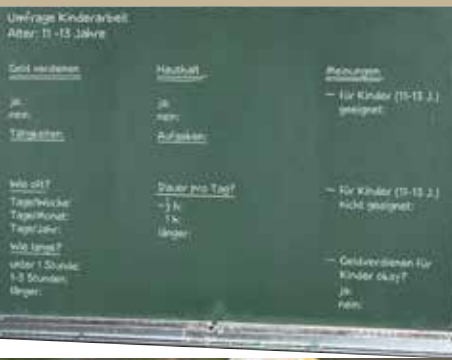 Umfrage Kinderarbeit
Alter: 11-13 Jahre
Geld verdienen
ja:
nein:
Tätigkeiten:
Wie oft?
Tage/Woche:
Tage/Monat:
Tage/Jahr:
Wie lange?
unter 1 Stunde:
1-3 Stunden:
länger:
Haushalt
ja:
nein:
Aufgaben:
Dauer pro Tag?
1 h:
länger:
Meinungen
– für Kinder (11-13 J.)
geeignet:
– für Kinder (11-13 J.)
nicht geeignet:
– Geldverdienen für
Kinder okay?
ja:
nein: